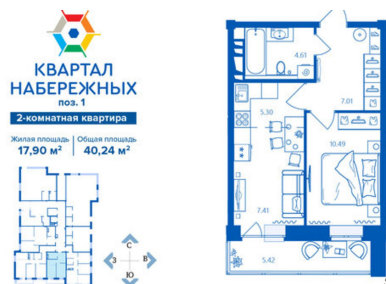 КВАРТАЛ
НАБЕРЕЖНЫХ
поз. 1
2-комнатная квартира
Жилая площадь
17,90 м²
Общая площадь
40,24 м²
С
З
В
Ю
4.61
7.01
5.30
10.49
7.41
5.42